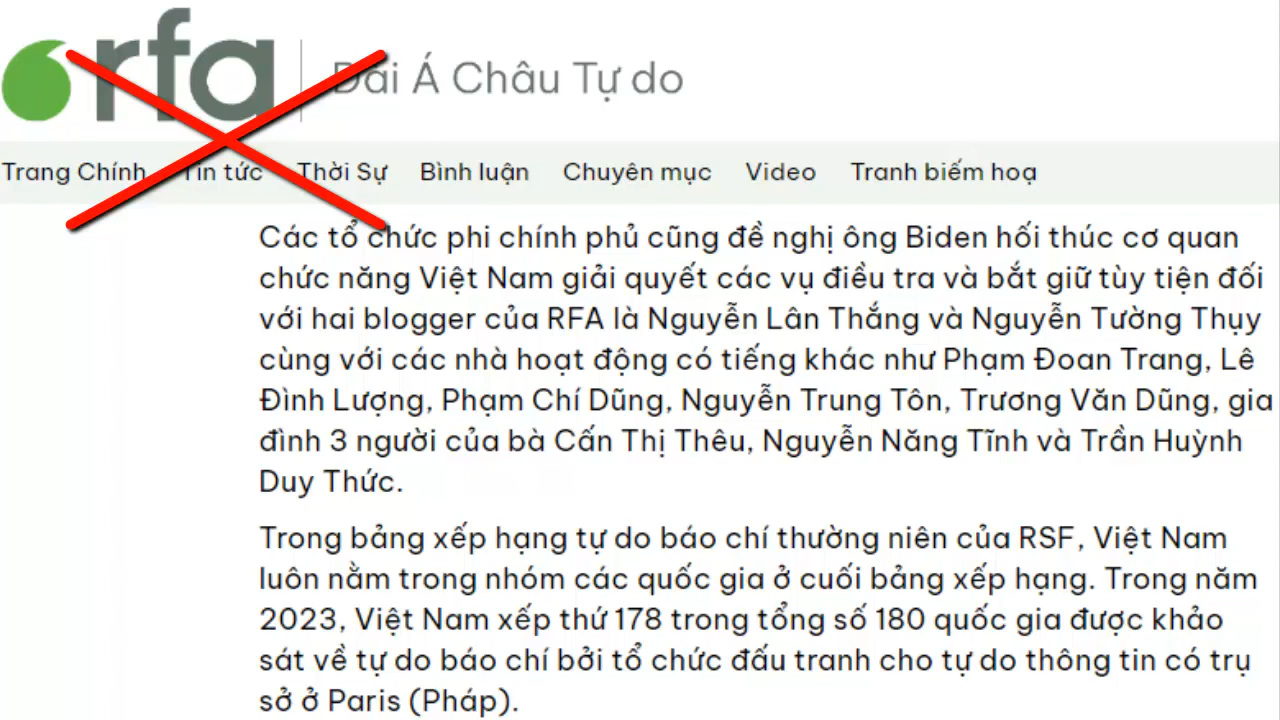 rfa
Đài Á Châu Tự do
Trang Chính Tin tức Thời Sự Bình luận Chuyên mục Video Tranh biếm hoạ
Các tổ chức phi chính phủ cũng đề nghị ông Biden hối thúc cơ quan
chức năng Việt Nam giải quyết các vụ điều tra và bắt giữ tùy tiện đối
với hai blogger của RFA là Nguyễn Lân Thắng và Nguyễn Tường Thụy
cùng với các nhà hoạt động có tiếng khác như Phạm Đoan Trang, Lê
Đình Lượng, Phạm Chí Dũng, Nguyễn Trung Tôn, Trương Văn Dũng, gia
đình 3 người của bà Cấn Thị Thêu, Nguyễn Năng Tĩnh và Trần Huỳnh
Duy Thức.
Trong bảng xếp hạng tự do báo chí thường niên của RSF, Việt Nam
luôn nằm trong nhóm các quốc gia ở cuối bảng xếp hạng. Trong năm
2023, Việt Nam xếp thứ 178 trong tổng số 180 quốc gia được khảo
sát về tự do báo chí bởi tổ chức đấu tranh cho tự do thông tin có trụ
sở ở Paris (Pháp).